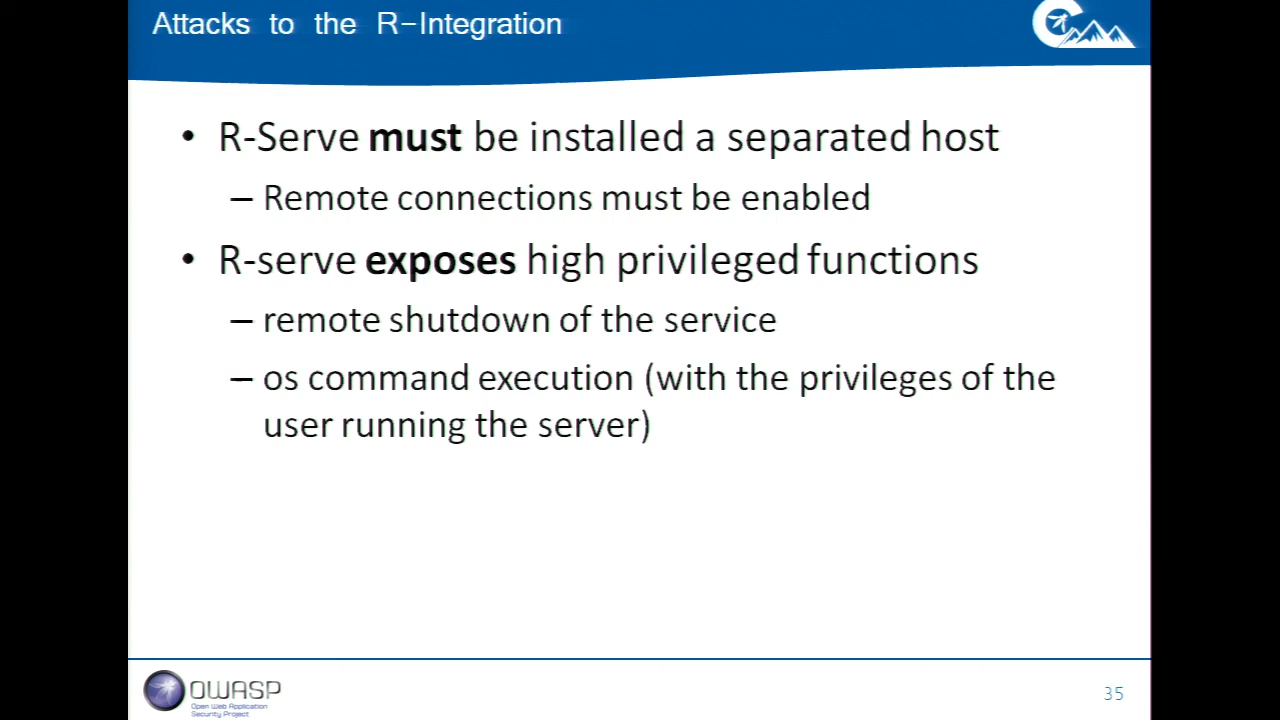 Attacks to the R-Integration
• R-Serve must be installed a separated host
– Remote connections must be enabled
• R-serve exposes high privileged functions
– remote shutdown of the service
– os command execution (with the privileges of the
user running the server)
OWASP
Open Web Application
Security Project
35